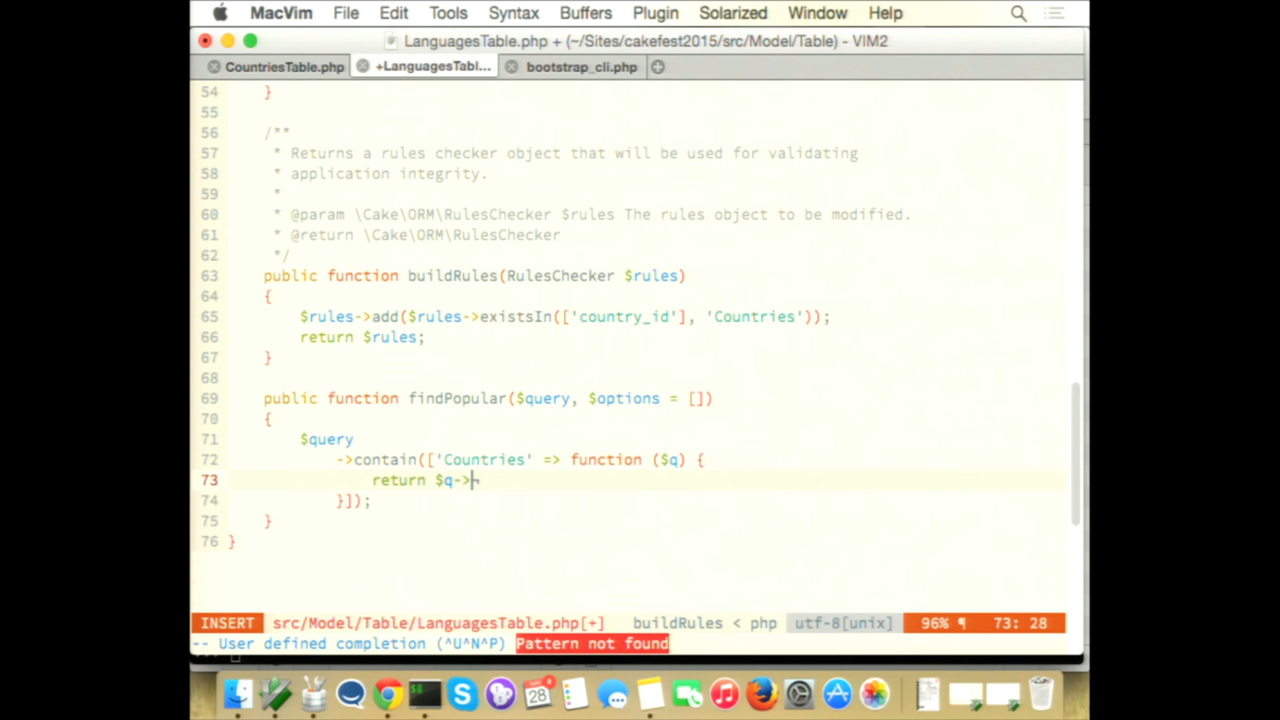 MacVim File Edit Tools Syntax Buffers Plugin Solarized Window Help
LanguagesTable.php + (~/Sites/cakefest2015/src/Model/Table) - VIM2
CountriesTable.php +LanguagesTabl... bootstrap_cli.php
54 }
55
56 /**
57 * Returns a rules checker object that will be used for validating
58 * application integrity.
59 *
60 * @param \Cake\ORM\RulesChecker $rules The rules object to be modified.
61 * @return \Cake\ORM\RulesChecker
62 */
63 public function buildRules(RulesChecker $rules)
64 {
65 $rules->add($rules->existsIn(['country_id'], 'Countries'));
66 return $rules;
67 }
68
69 public function findPopular($query, $options = [])
70 {
71 $query
72 ->contain(['Countries' => function ($q) {
73 return $q->¬
74 }]);
75 }
76 }
INSERT src/Model/Table/LanguagesTable.php[+] buildRules < php utf-8[unix] 96% ¶ 73: 28
-- User defined completion (^U^N^P) Pattern not found
28